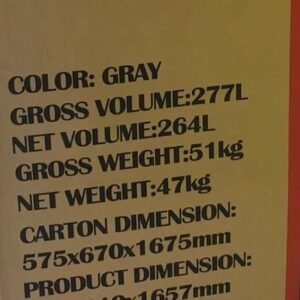 COLOR: GRAY
GROSS VOLUME:277L
NET VOLUME:264L
GROSS WEIGHT:51kg
NET WEIGHT:47kg
CARTON DIMENSION:
575x670x1675mm
PRODUCT DIMENSION:
x1657mm